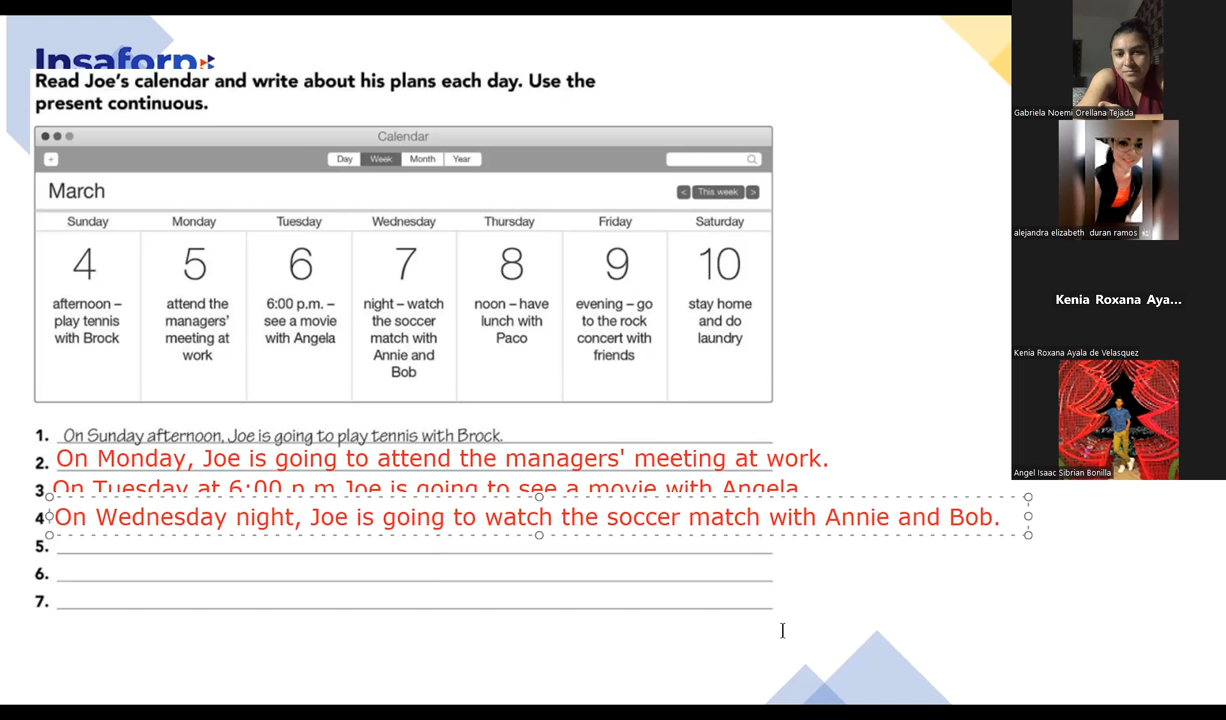 Insaforp
Read Joe's calendar and write about his plans each day. Use the
present continuous.
Calendar
+
Day Week Month Year
March
< This week >
Sunday Monday Tuesday Wednesday Thursday Friday Saturday
4 5 6 7 8 9 10
afternoon – attend the 6:00 p.m. – night – watch noon – have evening – go stay home
play tennis managers' see a movie the soccer lunch with to the rock and do
with Brock meeting at with Angela match with Paco concert with laundry
work Annie and friends
Bob
1. On Sunday afternoon, Joe is going to play tennis with Brock.
2. On Monday, Joe is going to attend the managers' meeting at work.
3 On Tuesday at 6:00 p.m Joe is going to see a movie with Angela
4 On Wednesday night, Joe is going to watch the soccer match with Annie and Bob.
5.
6.
7.
Gabriela Noemi Orellana Tejada
alejandra elizabeth duran ramos
Kenia Roxana Aya...
Kenia Roxana Ayala de Velasquez
Angel Isaac Sibrian Bonilla